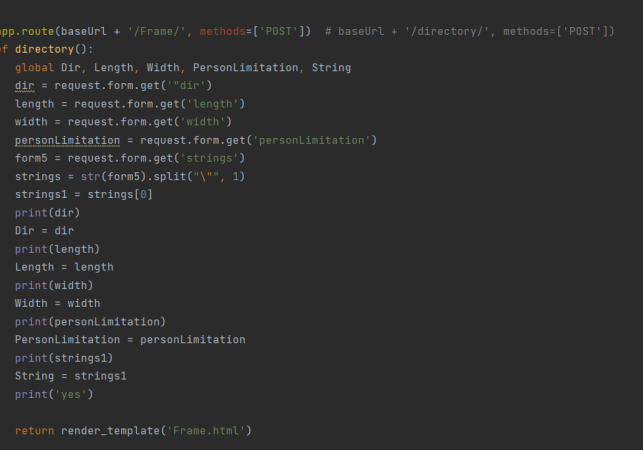 app.route(baseUrl + '/Frame/', methods=['POST'])  # baseUrl + '/directory/', methods=['POST'])
ef directory():
    global Dir, Length, Width, PersonLimitation, String
    dir = request.form.get('"dir')
    length = request.form.get('length')
    width = request.form.get('width')
    personLimitation = request.form.get('personLimitation')
    form5 = request.form.get('strings')
    strings = str(form5).split("\"", 1)
    strings1 = strings[0]
    print(dir)
    Dir = dir
    print(length)
    Length = length
    print(width)
    Width = width
    print(personLimitation)
    PersonLimitation = personLimitation
    print(strings1)
    String = strings1
    print('yes')
    return render_template('Frame.html')